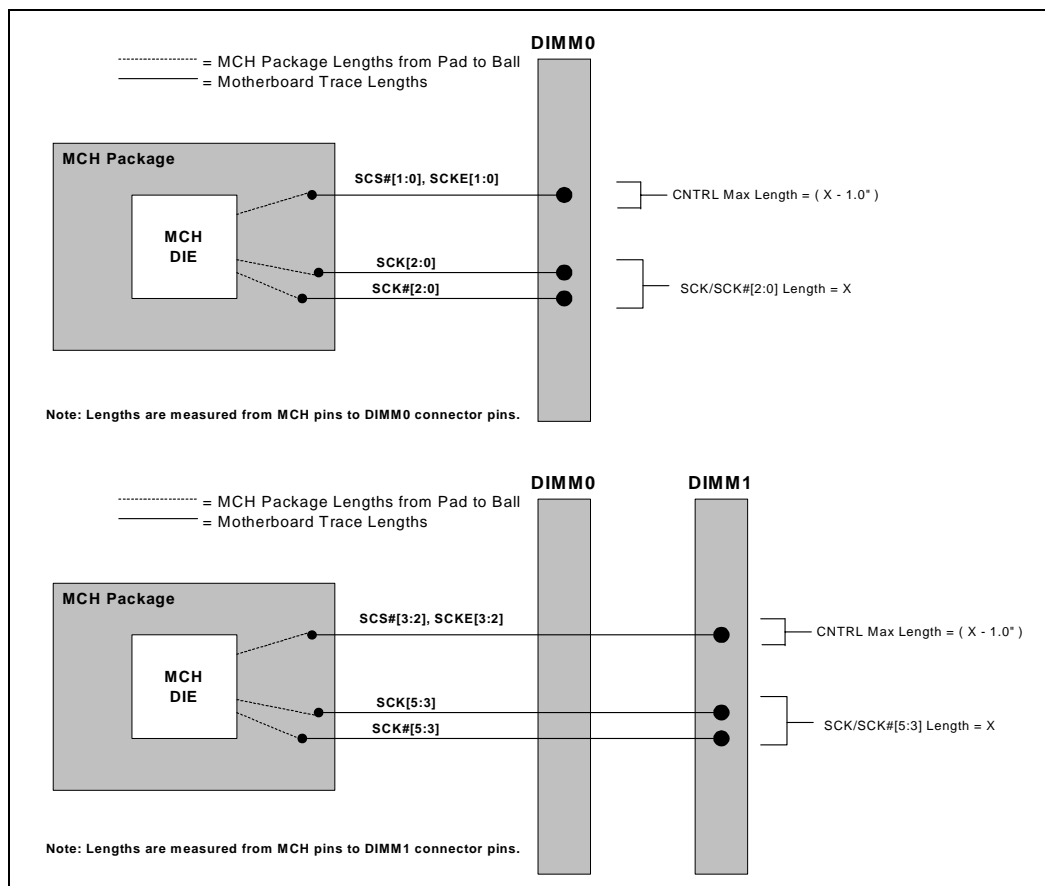 DIMM0
= MCH Package Lengths from Pad to Ball
= Motherboard Trace Lengths
MCH Package
SCS#[1:0], SCKE[1:0]
CNTRL Max Length = ( X - 1.0" )
MCH
DIE
SCK[2:0]
SCK#[2:0]
SCK/SCK#[2:0] Length = X
Note: Lengths are measured from MCH pins to DIMM0 connector pins.
DIMM0
DIMM1
= MCH Package Lengths from Pad to Ball
= Motherboard Trace Lengths
MCH Package
SCS#[3:2], SCKE[3:2]
CNTRL Max Length = ( X - 1.0" )
MCH
DIE
SCK[5:3]
SCK#[5:3]
SCK/SCK#[5:3] Length = X
Note: Lengths are measured from MCH pins to DIMM1 connector pins.